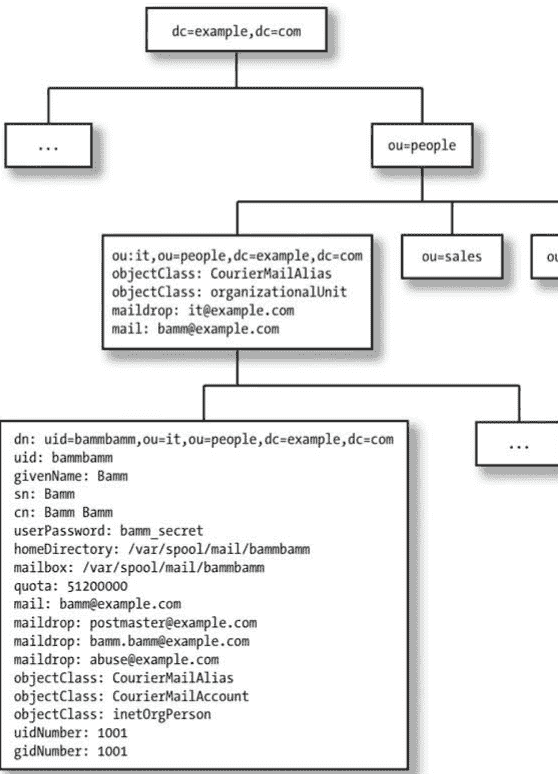 dc=example,dc=com
...
ou=people
ou:it,ou=people,dc=example,dc=com
objectClass: CourierMailAlias
objectClass: organizationalUnit
maildrop: it@example.com
mail: bamm@example.com
ou=sales
ou
dn: uid=bammbamm,ou=it,ou=people,dc=example,dc=com
uid: bammbamm
givenName: Bamm
sn: Bamm
cn: Bamm Bamm
userPassword: bamm_secret
homeDirectory: /var/spool/mail/bammbamm
mailbox: /var/spool/mail/bammbamm
quota: 51200000
mail: bamm@example.com
maildrop: postmaster@example.com
maildrop: bamm.bamm@example.com
maildrop: abuse@example.com
objectClass: CourierMailAlias
objectClass: CourierMailAccount
objectClass: inetOrgPerson
uidNumber: 1001
gidNumber: 1001
...